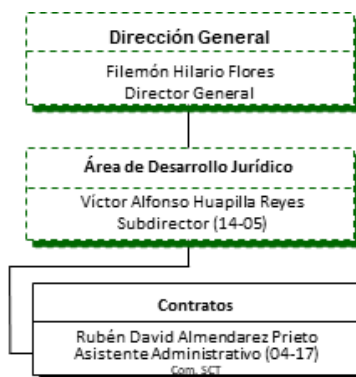 Dirección General
Filemón Hilario Flores
Director General
Área de Desarrollo Jurídico
Víctor Alfonso Huapilla Reyes
Subdirector (14-05)
Contratos
Rubén David Almendarez Prieto
Asistente Administrativo (04-17)
Com. SCT